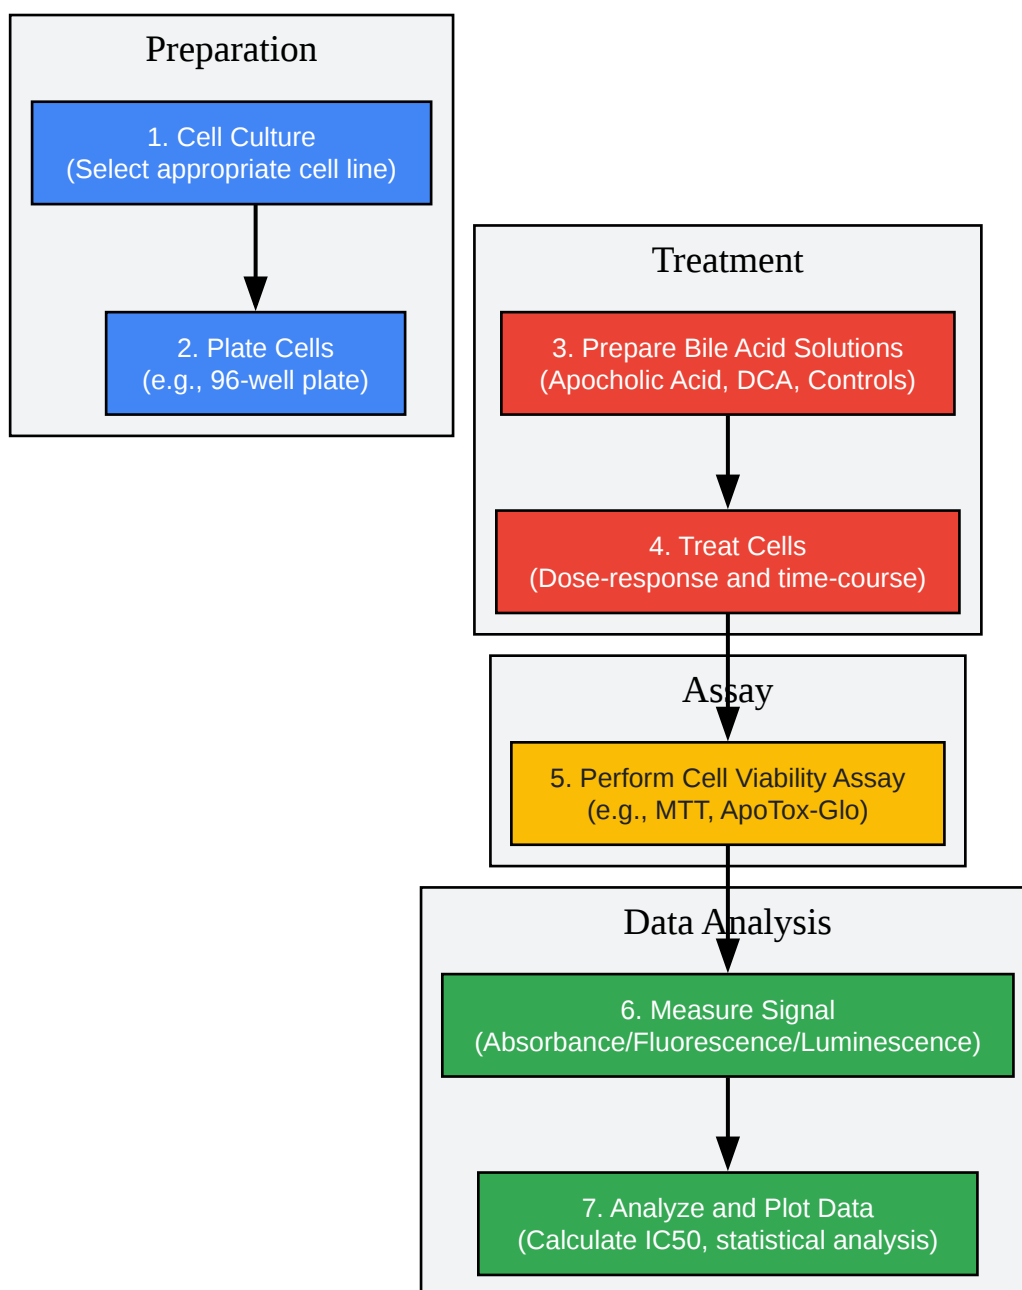 Preparation
1. Cell Culture
(Select appropriate cell line)
2. Plate Cells
(e.g., 96-well plate)
Treatment
3. Prepare Bile Acid Solutions
(Apocholic Acid, DCA, Controls)
4. Treat Cells
(Dose-response and time-course)
Assay
5. Perform Cell Viability Assay
(e.g., MTT, ApoTox-Glo)
Data Analysis
6. Measure Signal
(Absorbance/Fluorescence/Luminescence)
7. Analyze and Plot Data
(Calculate IC50, statistical analysis)